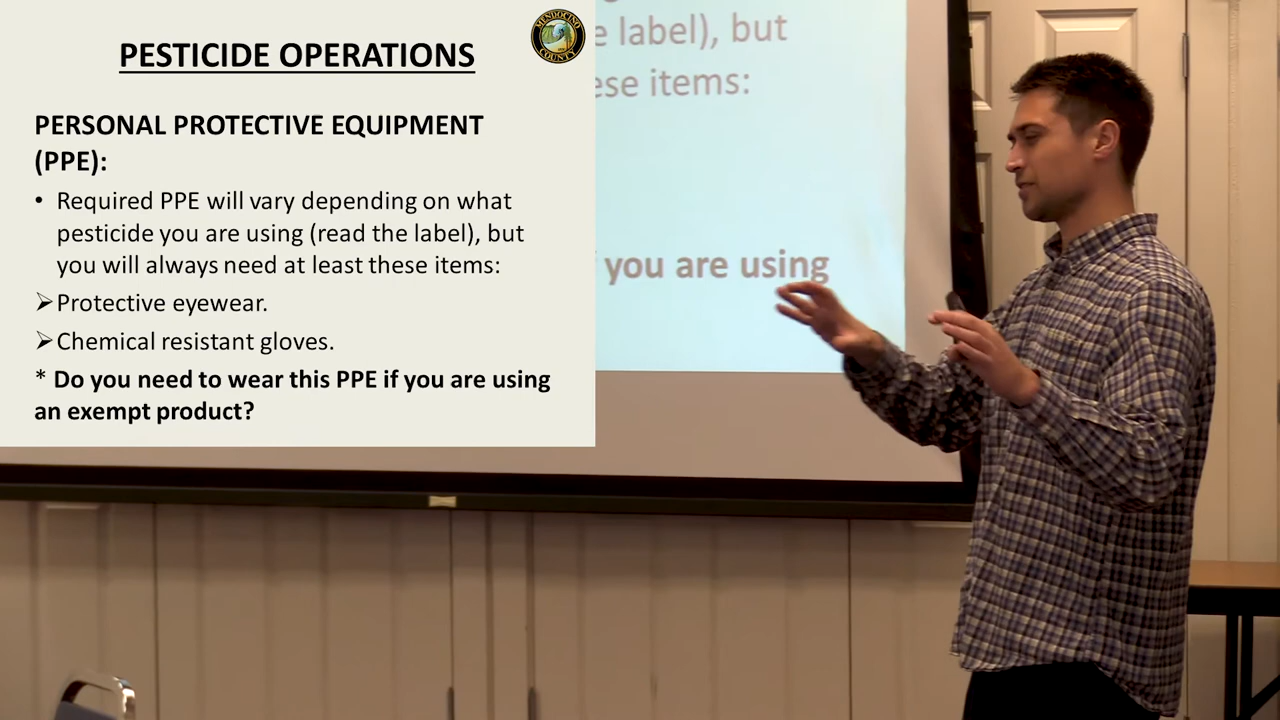 PESTICIDE OPERATIONS
MENDOCINO
COUNTY
PERSONAL PROTECTIVE EQUIPMENT
(PPE):
• Required PPE will vary depending on what
pesticide you are using (read the label), but
you will always need at least these items:
➢Protective eyewear.
➢Chemical resistant gloves.
* Do you need to wear this PPE if you are using
an exempt product?
e label), but
ese items:
you are using